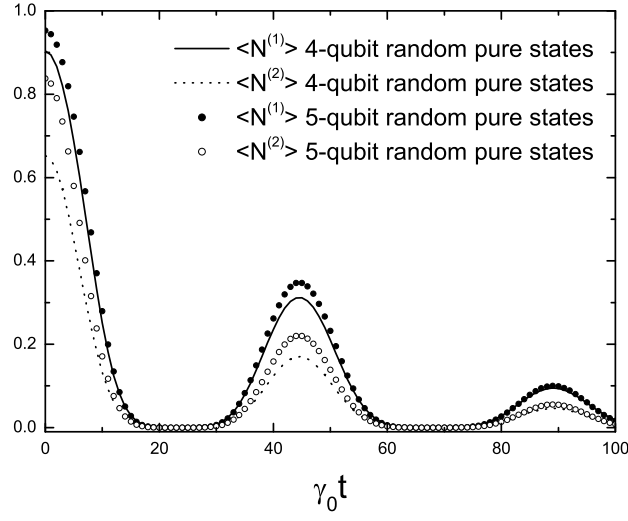 1.0
<N^(1)> 4-qubit random pure states
<N^(2)> 4-qubit random pure states
<N^(1)> 5-qubit random pure states
<N^(2)> 5-qubit random pure states
0.8
0.6
0.4
0.2
0.0
0 20 40 60 80 100
γ₀t